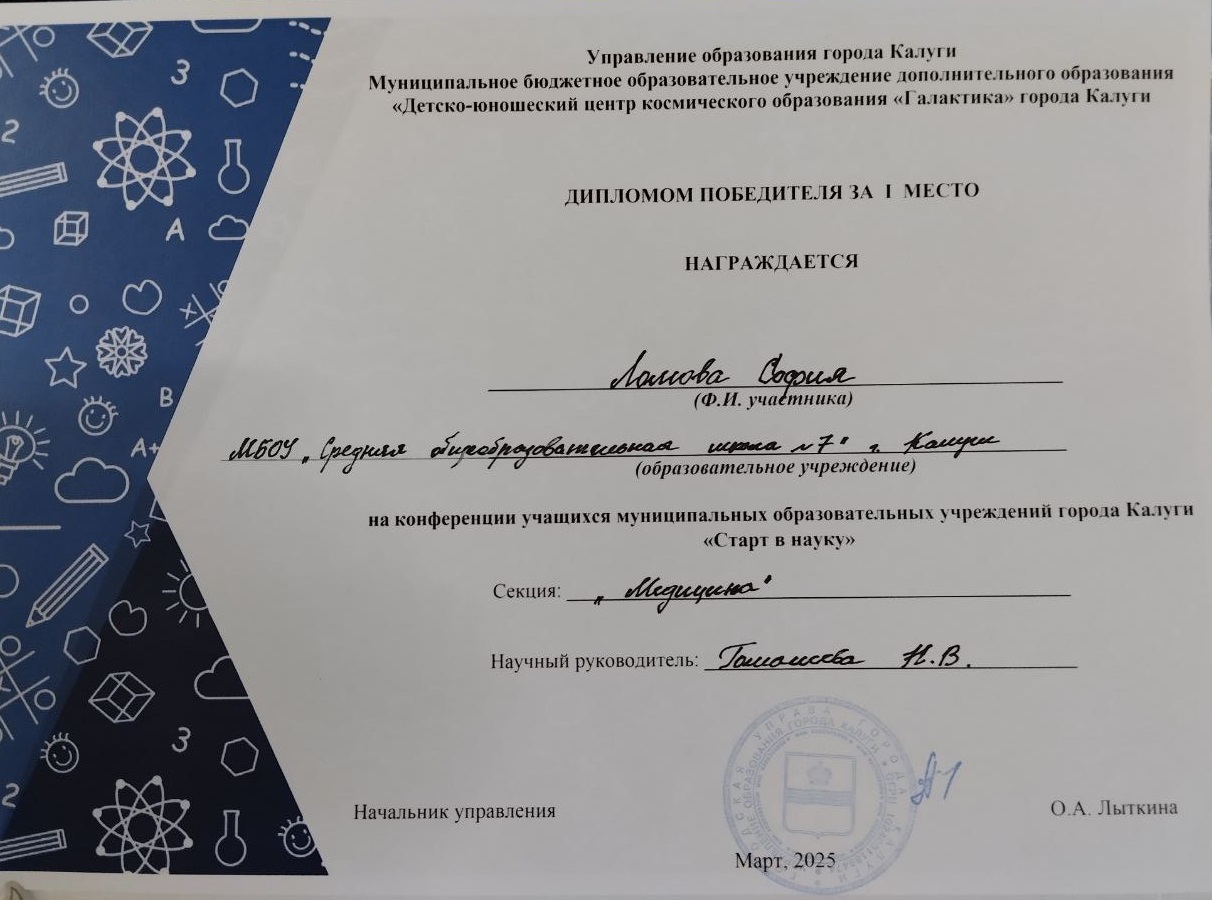 Управление образования города Калуги
Муниципальное бюджетное образовательное учреждение дополнительного образования
«Детско-юношеский центр космического образования «Галактика» города Калуги
ДИПЛОМОМ ПОБЕДИТЕЛЯ ЗА I МЕСТО
НАГРАЖДАЕТСЯ
Ломова София
(Ф.И. участника)
МБОУ „Средняя общеобразовательная школа №7" г. Калуги
(образовательное учреждение)
на конференции учащихся муниципальных образовательных учреждений города Калуги
«Старт в науку»
Секция: „Медицина"
Научный руководитель: Н.В.
Начальник управления
О.А. Лыткина
Март, 2025